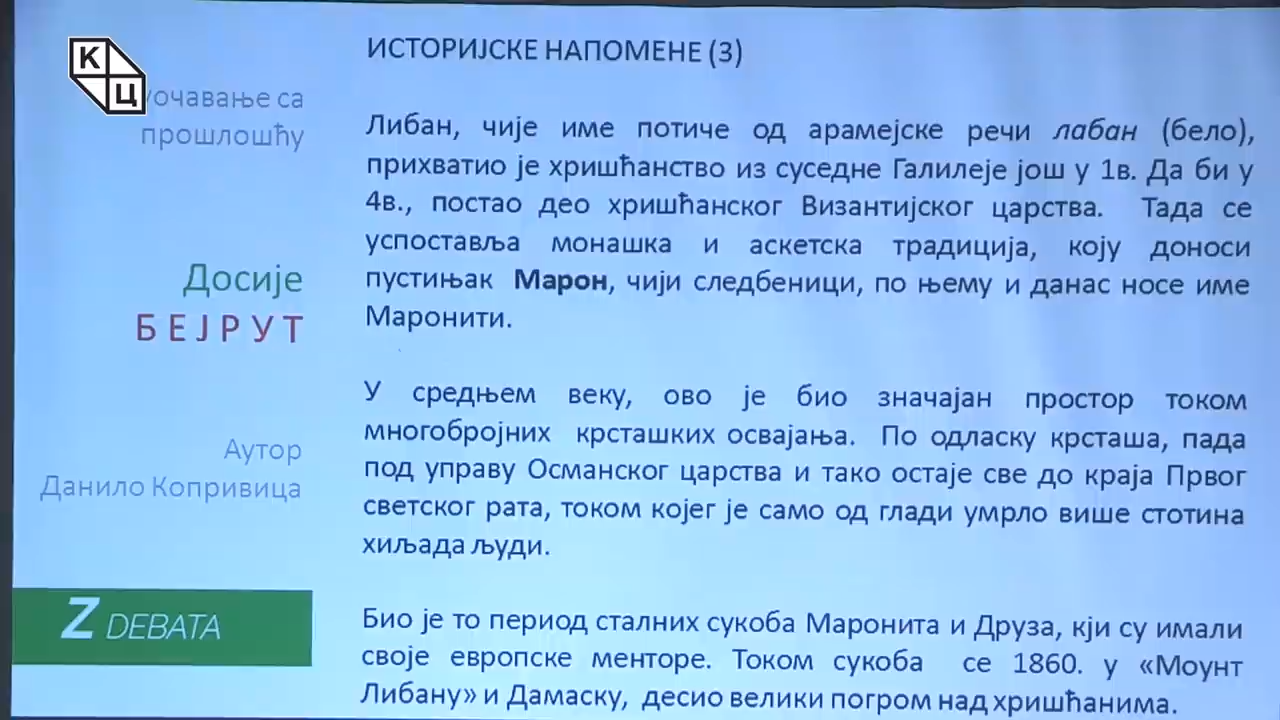 ИСТОРИЈСКЕ НАПОМЕНЕ (3)
К
Ц
уочавање са
прошлошћу
Либан, чије име потиче од арамејске речи лабан (бело),
прихватио је хришћанство из суседне Галилеје још у 1в. Да би у
4в., постао део хришћанског Византијског царства. Тада се
успоставља монашка и аскетска традиција, коју доноси
пустињак Марон, чији следбеници, по њему и данас носе име
Маронити.
Досије
БЕЈРУТ
У средњем веку, ово је био значајан простор током
многобројних крсташких освајања. По одласку крсташа, пада
под управу Османског царства и тако остаје све до краја Првог
светског рата, током којег је само од глади умрло више стотина
хиљада људи.
Аутор
Данило Копривица
Био је то период сталних сукоба Маронита и Друза, кји су имали
своје европске менторе. Током сукоба се 1860. у «Моунт
Либану» и Дамаску, десио велики погром над хришћанима.
Z DEBATA